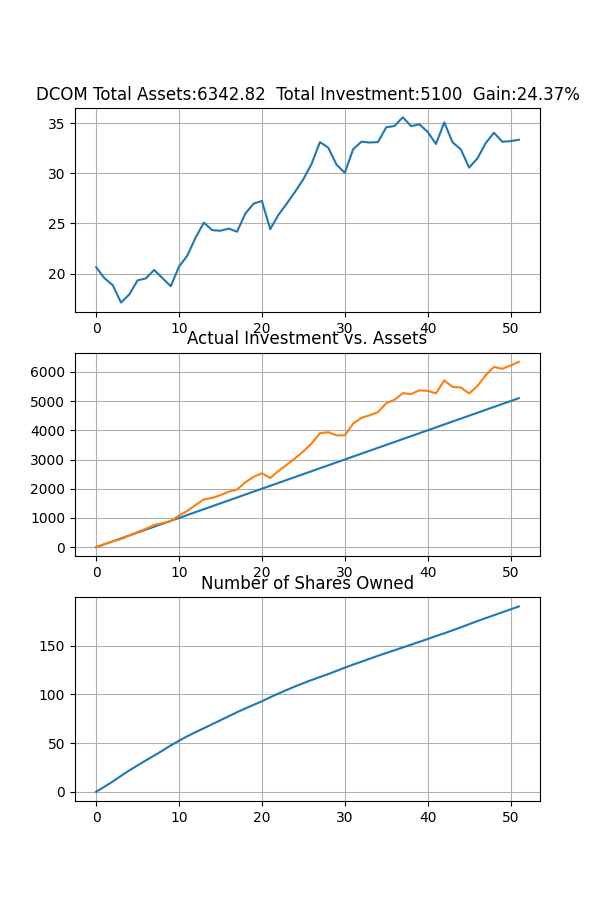 DCOM Total Assets:6342.82  Total Investment:5100  Gain:24.37%
35
30
25
20
0 10 20 30 40 50
Actual Investment vs. Assets
6000
5000
4000
3000
2000
1000
0
0 10 20 30 40 50
Number of Shares Owned
150
100
50
0
0 10 20 30 40 50